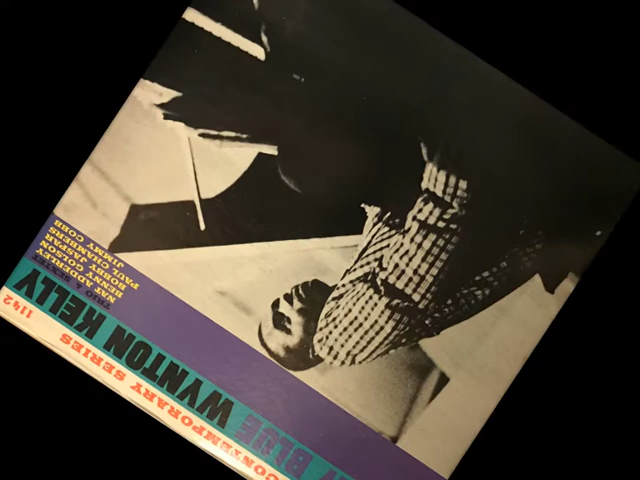 CONTEMPORARY SERIES 1142
BLUE WYNTON KELLY
NAT ADDERLEY
BENNY GOLSON
BOBBY JASPAR
PAUL CHAMBERS
JIMMY COBB